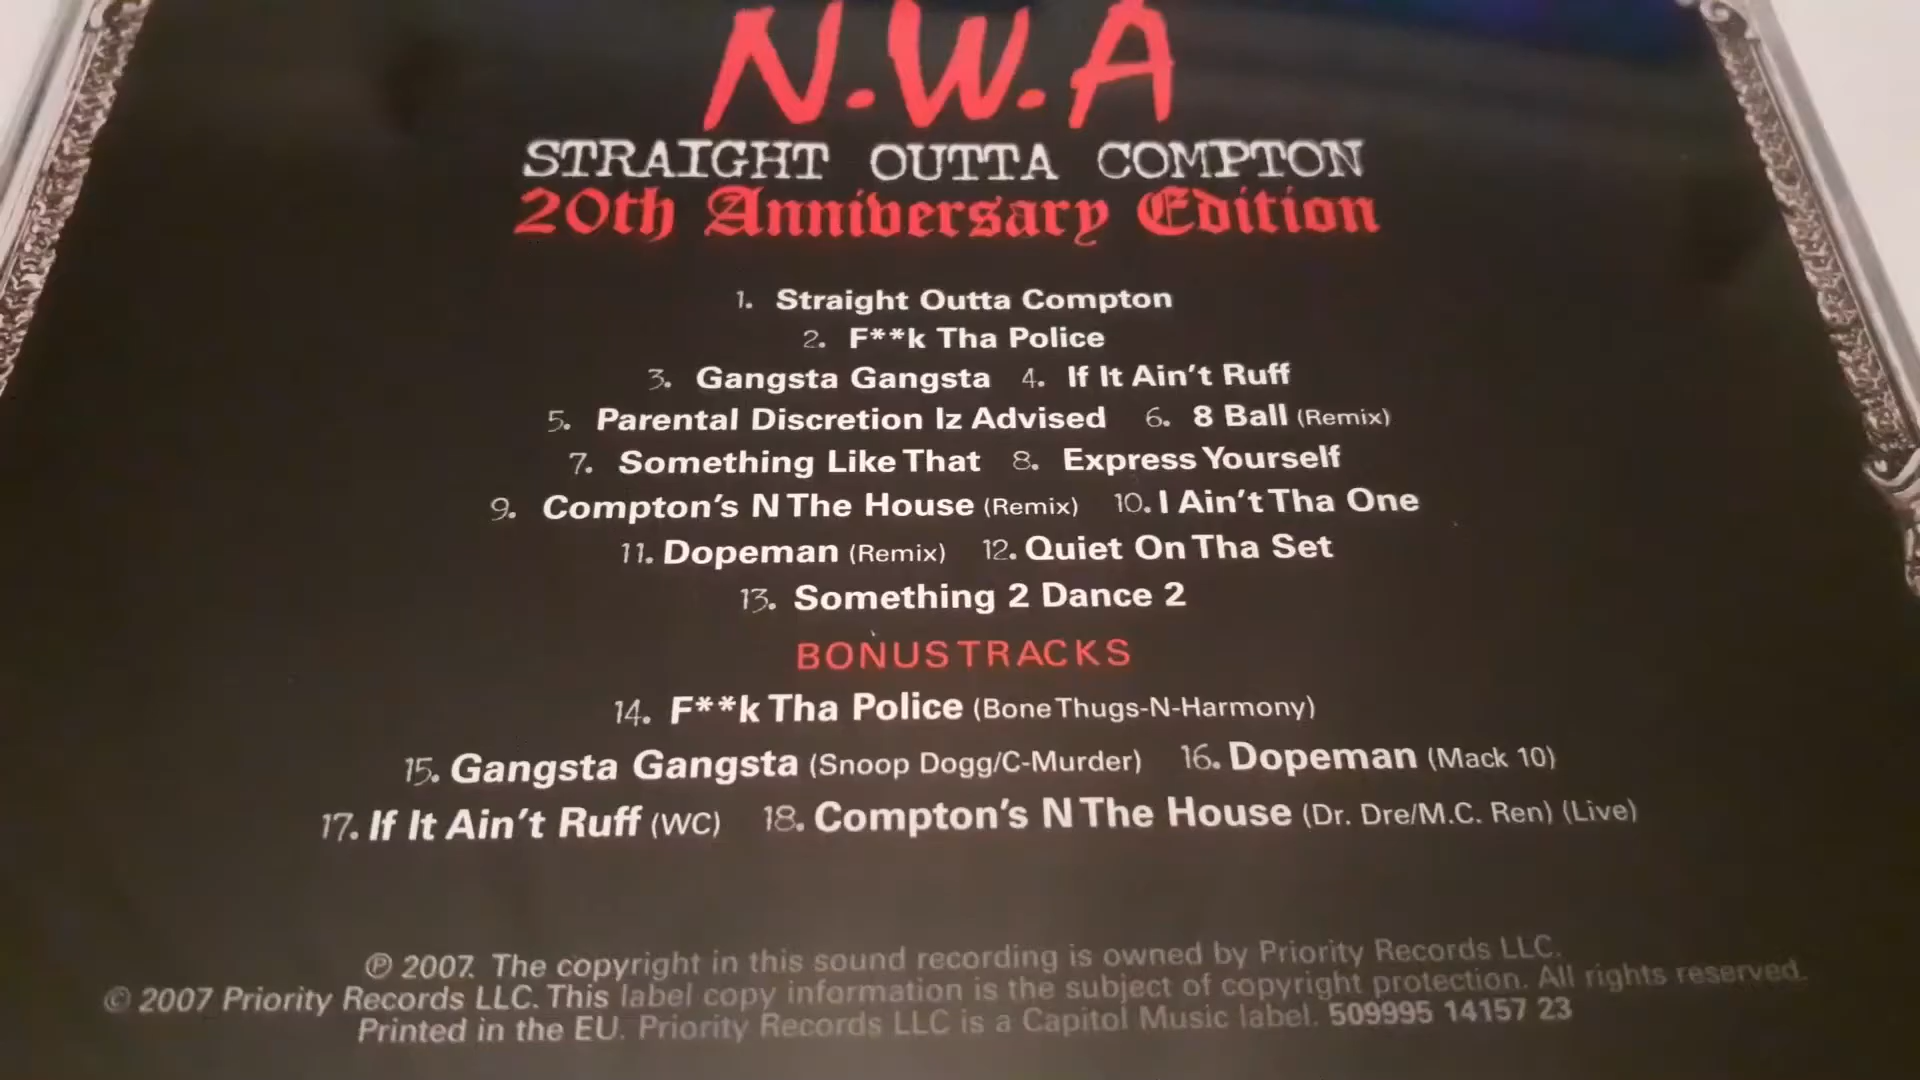 N.W.A
STRAIGHT OUTTA COMPTON
20th Anniversary Edition
1. Straight Outta Compton
2. F**k Tha Police
3. Gangsta Gangsta 4. If It Ain't Ruff
5. Parental Discretion Iz Advised 6. 8 Ball (Remix)
7. Something Like That 8. Express Yourself
9. Compton's N The House (Remix) 10. I Ain't Tha One
11. Dopeman (Remix) 12. Quiet On Tha Set
13. Something 2 Dance 2
BONUS TRACKS
14. F**k Tha Police (Bone Thugs-N-Harmony)
15. Gangsta Gangsta (Snoop Dogg/C-Murder) 16. Dopeman (Mack 10)
17. If It Ain't Ruff (WC) 18. Compton's N The House (Dr. Dre/M.C. Ren) (Live)
℗ 2007. The copyright in this sound recording is owned by Priority Records LLC.
© 2007 Priority Records LLC. This label copy information is the subject of copyright protection. All rights reserved.
Printed in the EU. Priority Records LLC is a Capitol Music label. 509995 14157 23